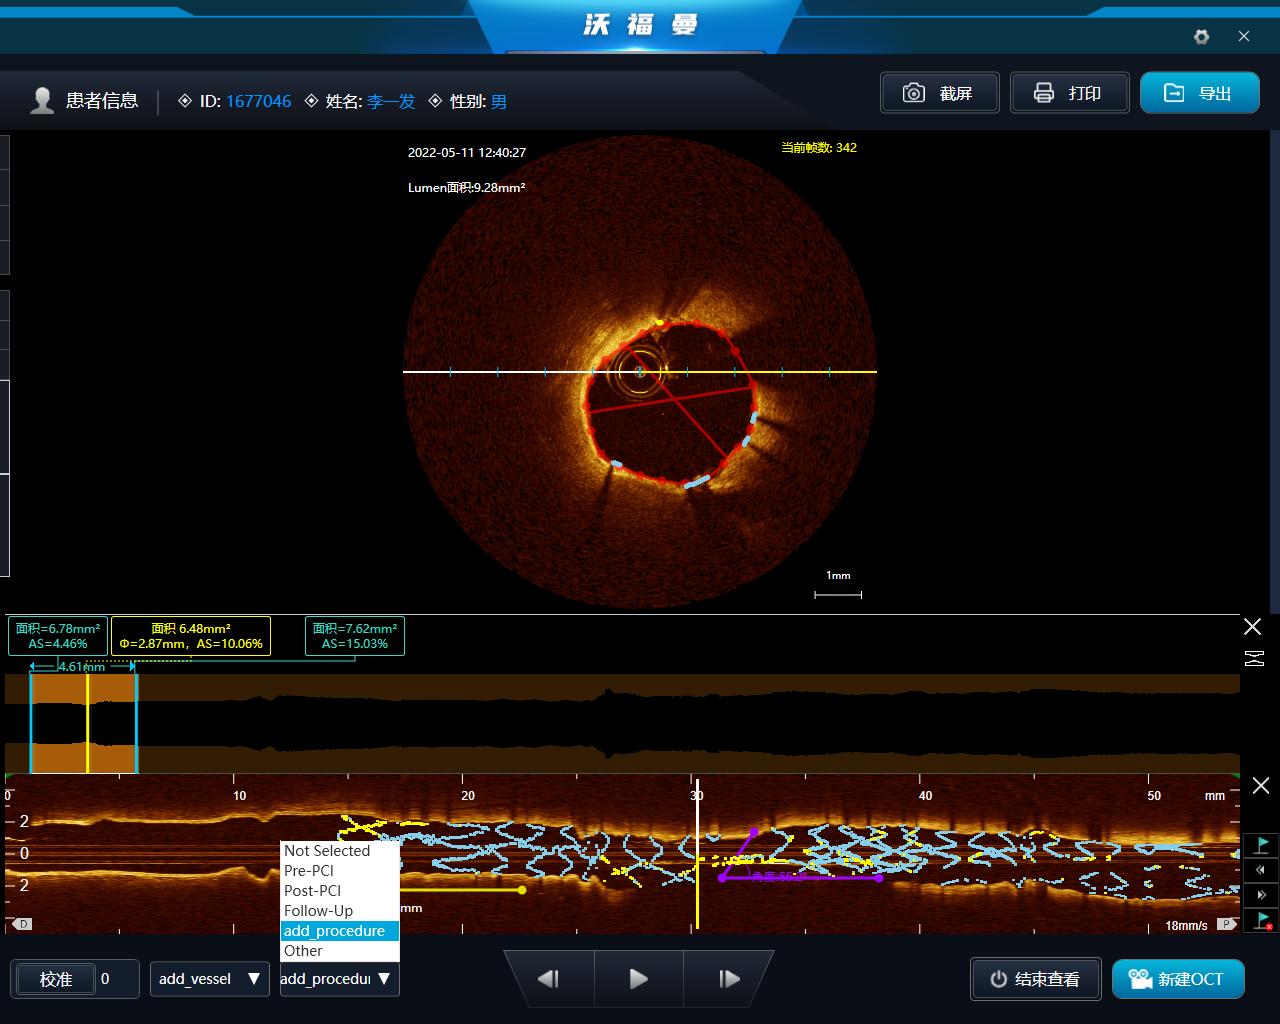 沃福曼
患者信息
ID: 1677046
姓名: 李一发
性别: 男
截屏
打印
导出
2022-05-11 12:40:27
当前帧数: 342
Lumen面积:9.28mm²
1mm
面积=6.78mm²
AS=4.46%
面积 6.48mm²
Φ=2.87mm，AS=10.06%
面积=7.62mm²
AS=15.03%
4.61mm
0 10 20 30 40 50 mm
2
0
2
Not Selected
Pre-PCI
Post-PCI
Follow-Up
add_procedure
Other
mm
D
18mm/s
P
校准 0
add_vessel
add_procedur
结束查看
新建OCT